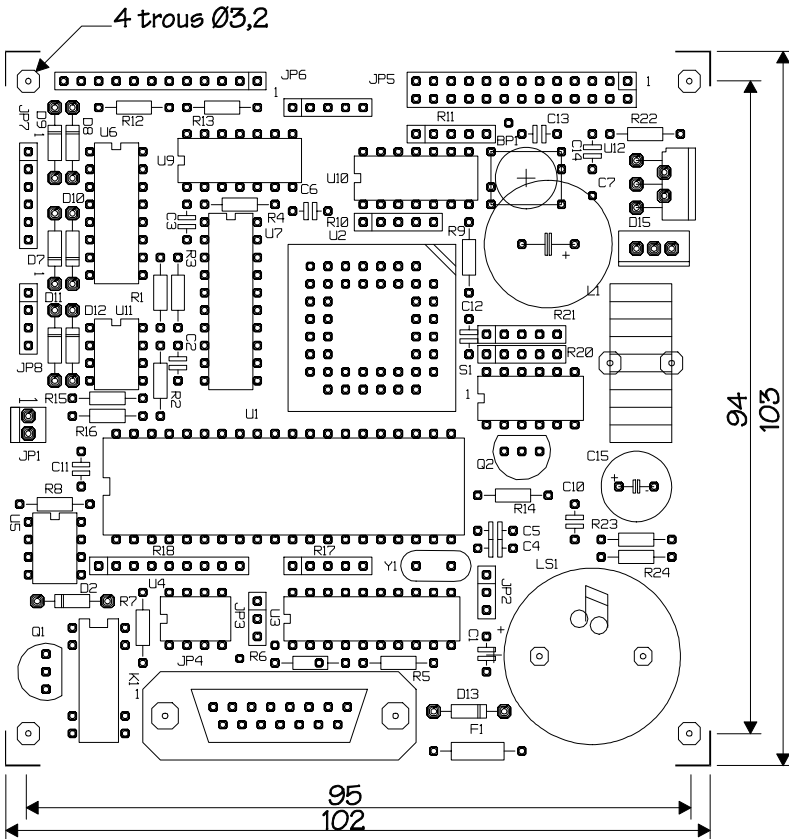 4 trous Ø3,2
JP6
JP5
1
1
JP7
D9
1
D8
U6
R12
R13
R11
C13
R22
BP1
C14
U12
U9
U10
C7
C6
D10
D15
C3
R4
U7
R10
U2
R9
D7
1
R3
R1
L1
D11
D12
U11
C12
R21
C2
S1
R20
JP8
R15
R2
1
1
R16
U1
94
103
JP1
C11
Q2
C15
+
-
R8
C10
R14
U5
C5
R23
C4
R18
R17
Y1
LS1
R24
D2
U4
JP2
R7
JP3
U3
Q1
C1
+
R6
JP4
R5
K1
1
D13
F1
+
95
102